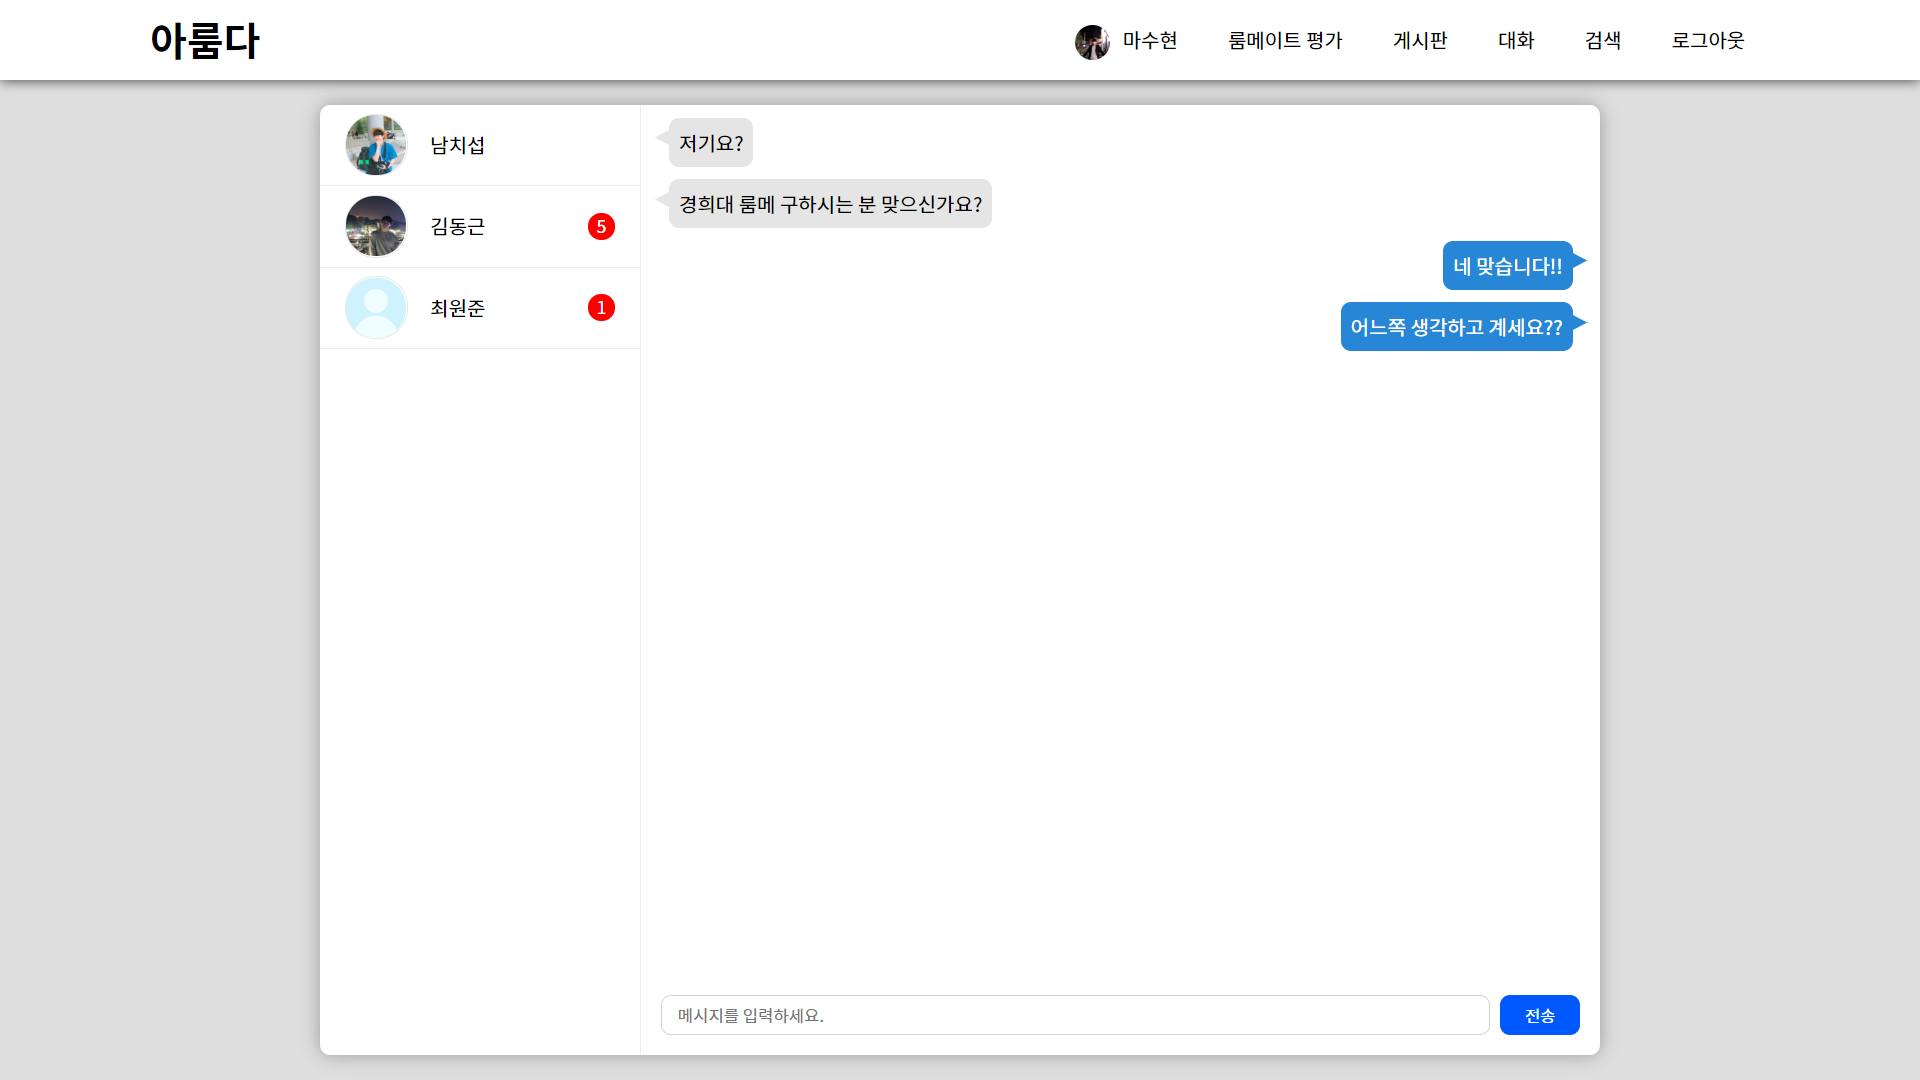 아룸다
마수현
룸메이트 평가
게시판
대화
검색
로그아웃
남치섭
김동근
5
최원준
1
저기요?
경희대 룸메 구하시는 분 맞으신가요?
네 맞습니다!!
어느쪽 생각하고 계세요??
메시지를 입력하세요.
전송